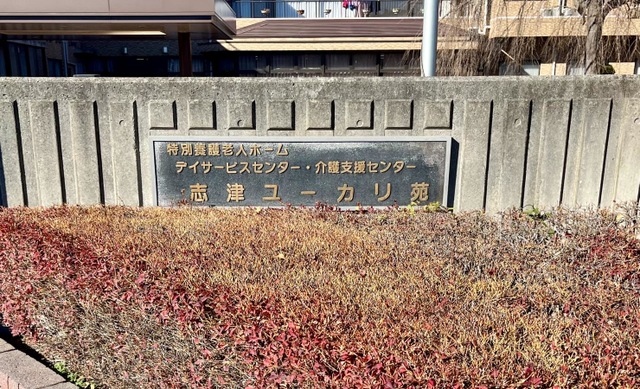 特別養護老人ホーム
デイサービスセンター・介護支援センター
志津ユーカリ苑